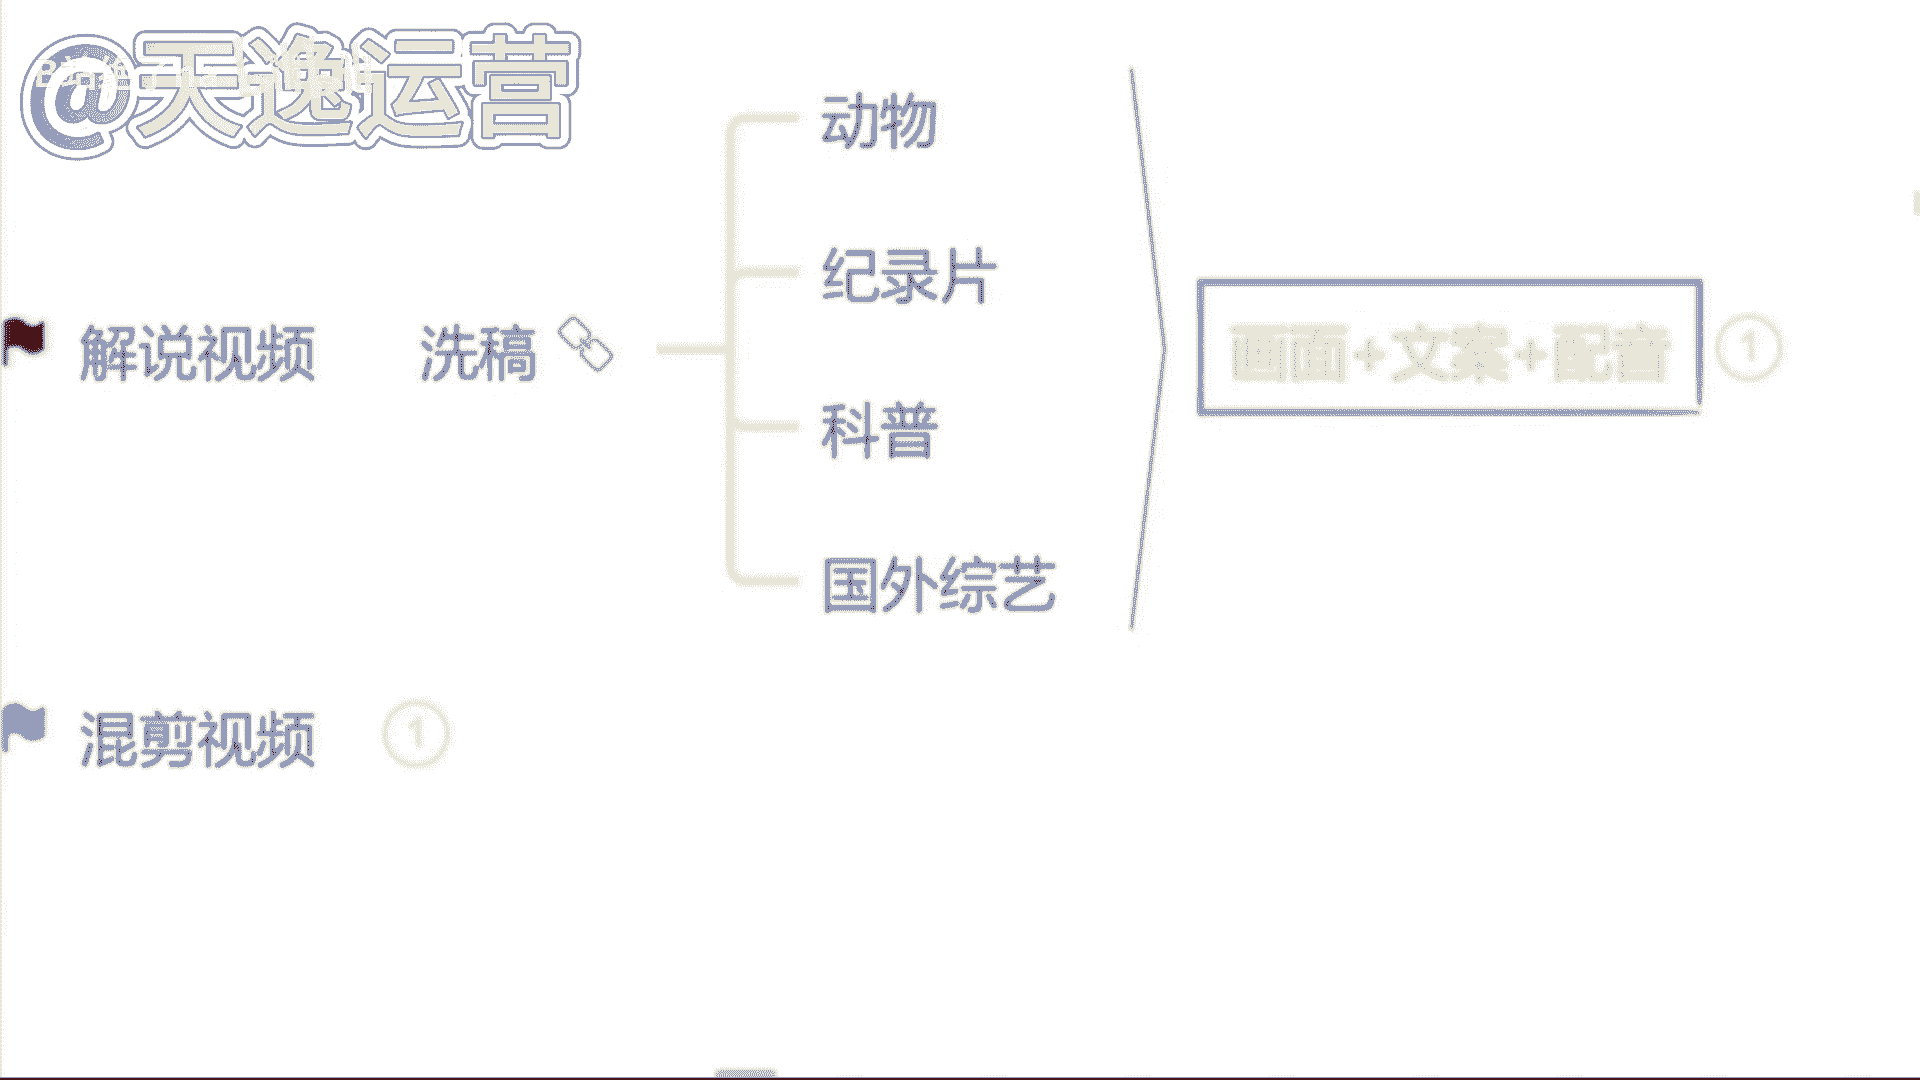 @天逸运营
动物
纪录片
解说视频 洗稿
画面+文案+配音 1
科普
国外综艺
混剪视频 1